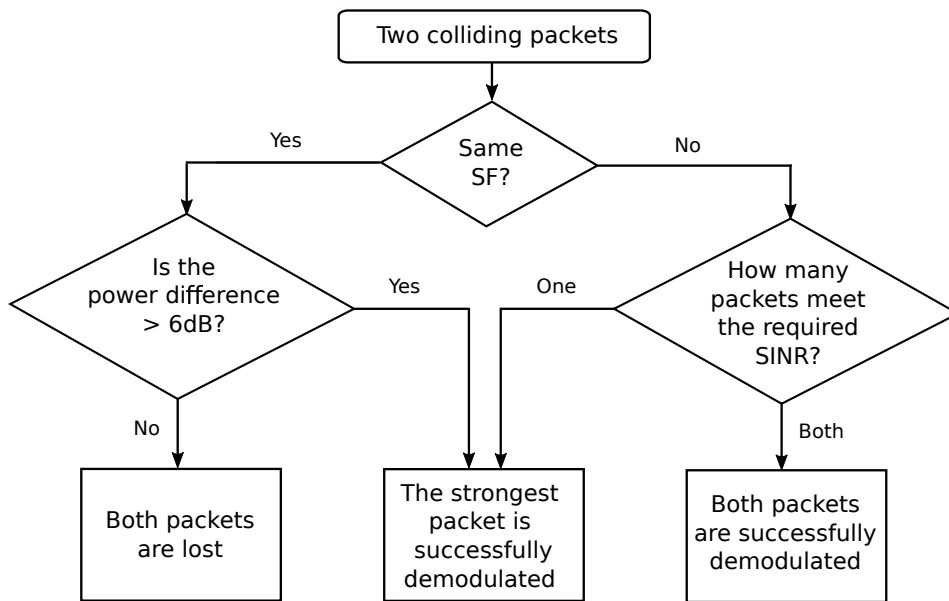 Two colliding packets
Yes
Same
SF?
No
Is the
power difference
> 6dB?
Yes
One
How many
packets meet
the required
SINR?
No
Both
Both packets
are lost
The strongest
packet is
successfully
demodulated
Both packets
are successfully
demodulated